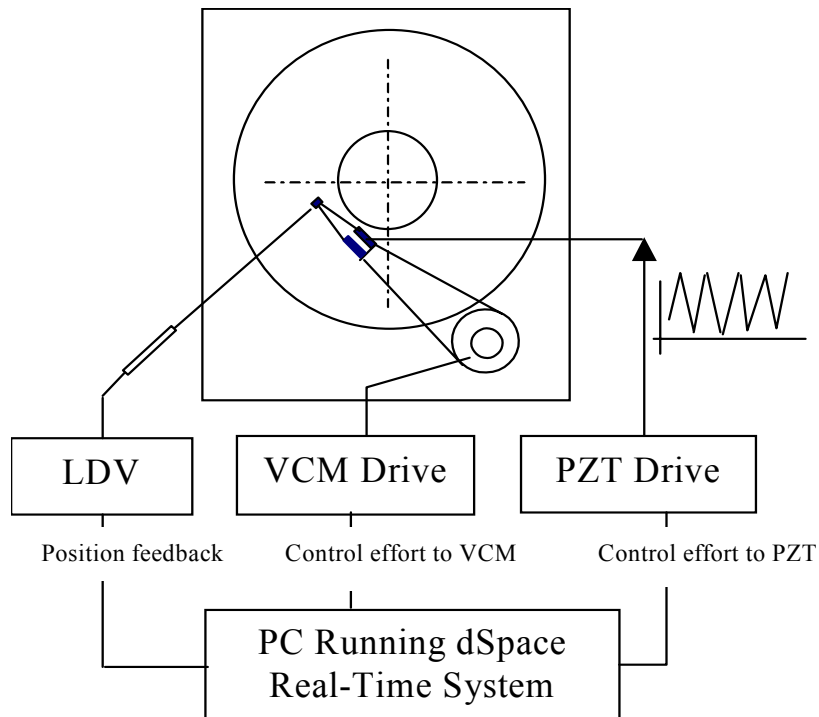 LDV
VCM Drive
PZT Drive
Position feedback
Control effort to VCM
Control effort to PZT
PC Running dSpace
Real-Time System